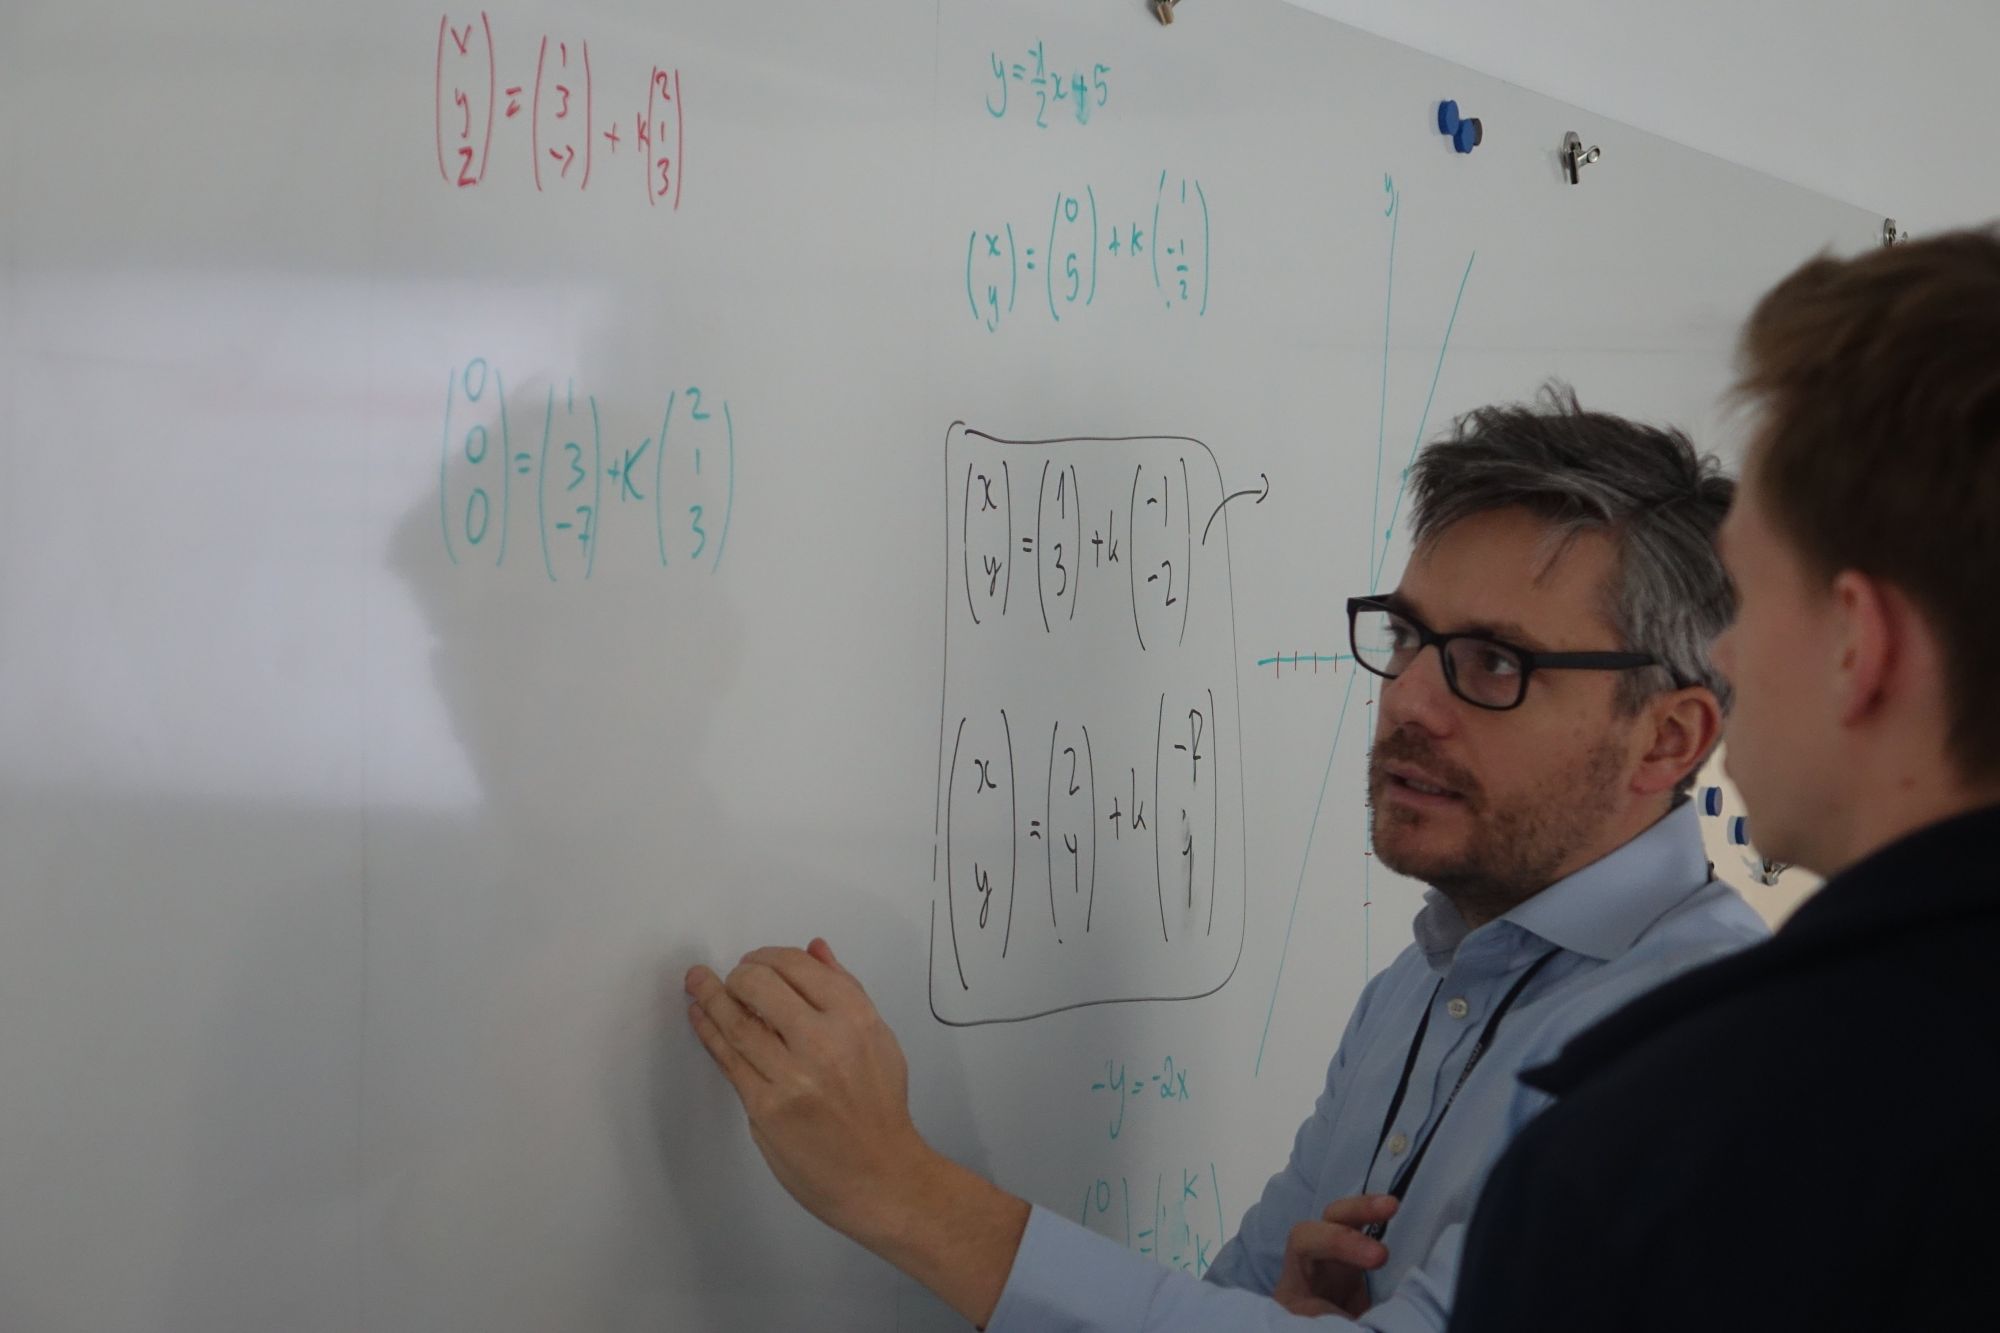 (x y z) = (1 3 -7) + k (2 1 3)
(0 0 0) = (1 3 -7) + K (2 1 3)
y = -1/2 x + 5
(x y) = (0 5) + k (1 -1/2)
(x y) = (1 3) + k (-1 -2)
(x y) = (2 4) + k
y
-y = -2x